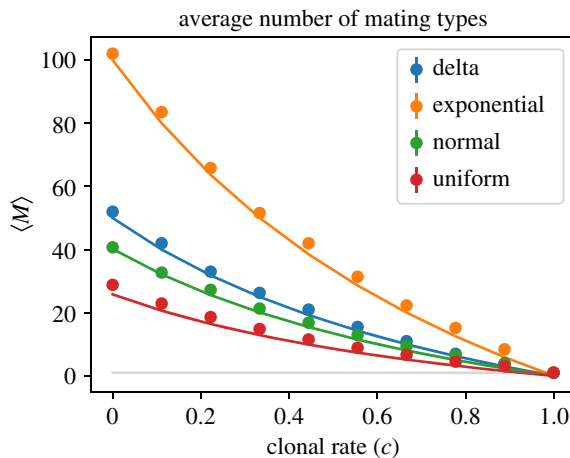 average number of mating types
100
80
60
40
20
0
⟨M⟩
delta
exponential
normal
uniform
0 0.2 0.4 0.6 0.8 1.0
clonal rate (c)